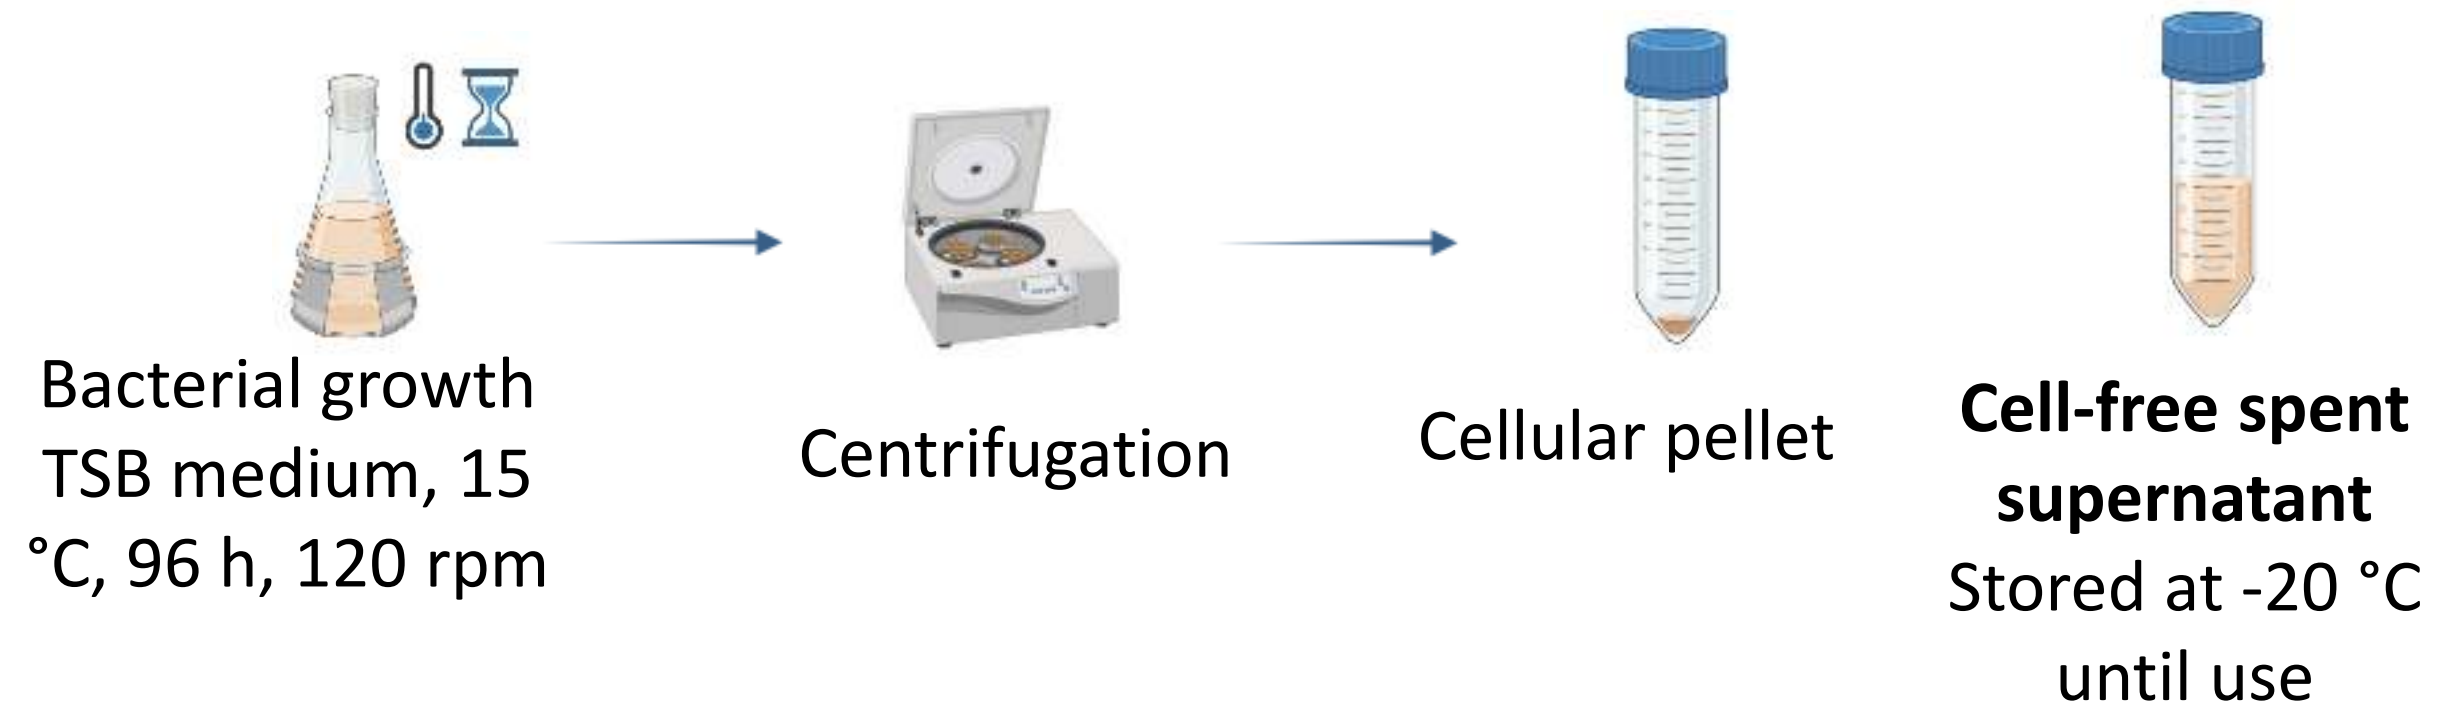 Bacterial growth
TSB medium, 15
°C, 96 h, 120 rpm
Centrifugation
Cellular pellet
Cell-free spent
supernatant
Stored at -20 °C
until use